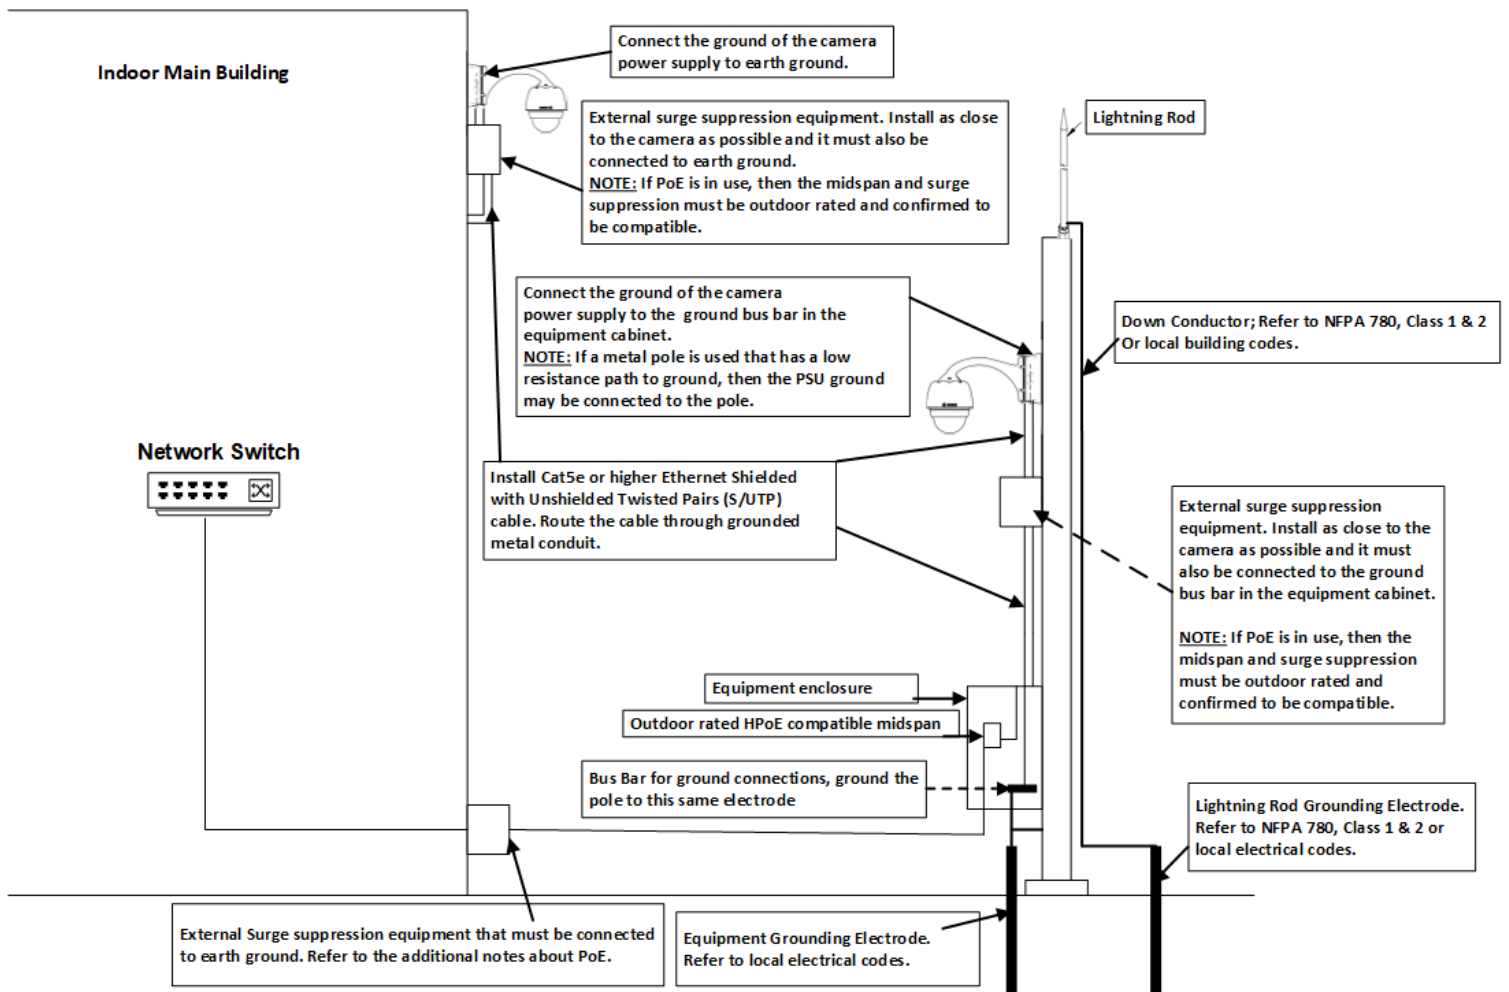 Indoor Main Building
Connect the ground of the camera
power supply to earth ground.
External surge suppression equipment. Install as close
to the camera as possible and it must also be
connected to earth ground.
NOTE: If PoE is in use, then the midspan and surge
suppression must be outdoor rated and confirmed to
be compatible.
Lightning Rod
Connect the ground of the camera
power supply to the ground bus bar in the
equipment cabinet.
NOTE: If a metal pole is used that has a low
resistance path to ground, then the PSU ground
may be connected to the pole.
Down Conductor; Refer to NFPA 780, Class 1 & 2
Or local building codes.
Network Switch
Install Cat5e or higher Ethernet Shielded
with Unshielded Twisted Pairs (S/UTP)
cable. Route the cable through grounded
metal conduit.
External surge suppression
equipment. Install as close to the
camera as possible and it must
also be connected to the ground
bus bar in the equipment cabinet.
NOTE: If PoE is in use, then the
midspan and surge suppression
must be outdoor rated and
confirmed to be compatible.
Equipment enclosure
Outdoor rated HPoE compatible midspan
Bus Bar for ground connections, ground the
pole to this same electrode
Lightning Rod Grounding Electrode.
Refer to NFPA 780, Class 1 & 2 or
local electrical codes.
External Surge suppression equipment that must be connected
to earth ground. Refer to the additional notes about PoE.
Equipment Grounding Electrode.
Refer to local electrical codes.